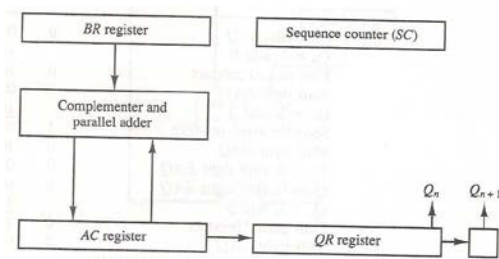 BR register
Sequence counter (SC)
Complementer and
parallel adder
Qn
Qn+1
AC register
QR register